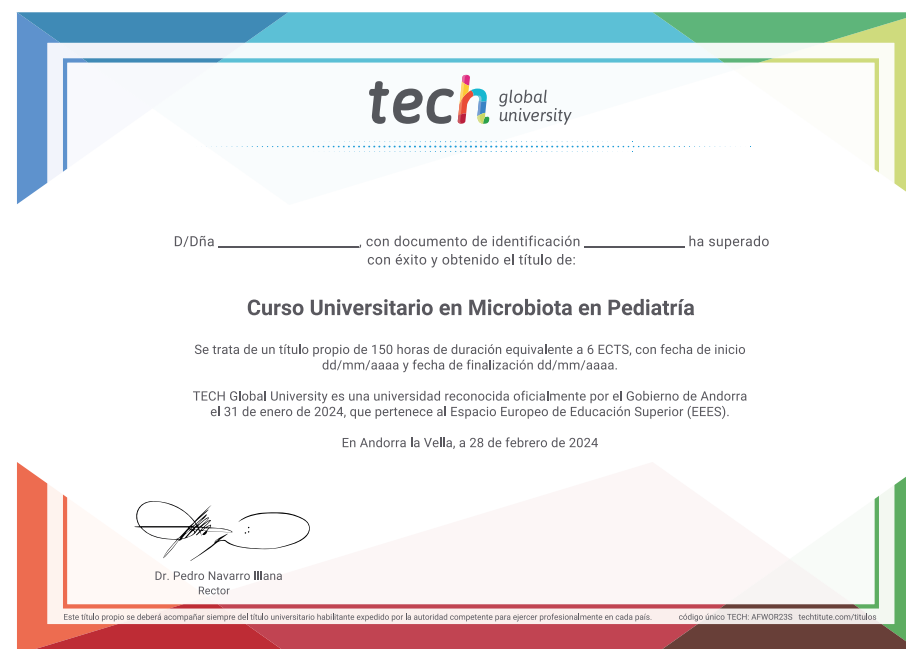 tech global university
D/Dña ____________________, con documento de identificación ______________ ha superado
con éxito y obtenido el título de:
Curso Universitario en Microbiota en Pediatría
Se trata de un título propio de 150 horas de duración equivalente a 6 ECTS, con fecha de inicio
dd/mm/aaaa y fecha de finalización dd/mm/aaaa.
TECH Global University es una universidad reconocida oficialmente por el Gobierno de Andorra
el 31 de enero de 2024, que pertenece al Espacio Europeo de Educación Superior (EEES).
En Andorra la Vella, a 28 de febrero de 2024
Dr. Pedro Navarro Illana
Rector
Este título propio se deberá acompañar siempre del título universitario habilitante expedido por la autoridad competente para ejercer profesionalmente en cada país. código único TECH: AFWOR23S techtitute.com/titulos